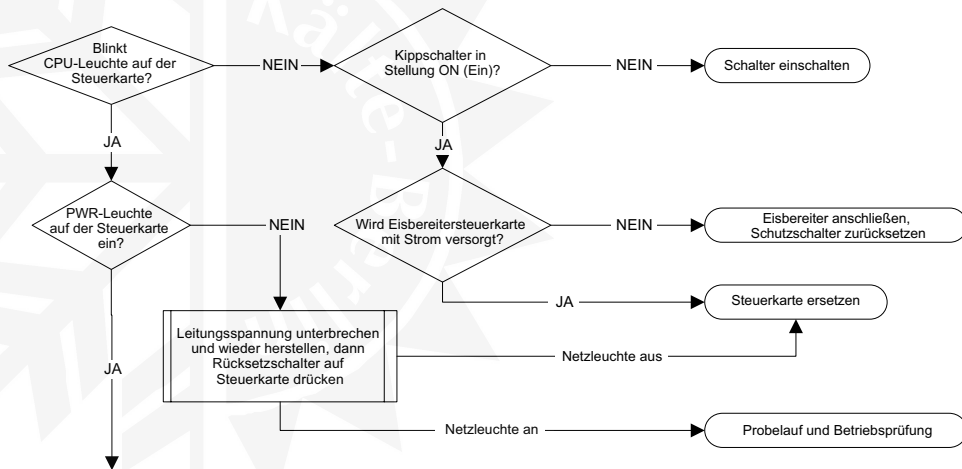 Blinkt
CPU-Leuchte auf der
Steuerkarte?
NEIN
Kippschalter in
Stellung ON (Ein)?
NEIN
Schalter einschalten
JA
JA
PWR-Leuchte
auf der Steuerkarte
ein?
NEIN
Wird Eisbereitersteuerkarte
mit Strom versorgt?
NEIN
Eisbereiter anschließen,
Schutzschalter zurücksetzen
JA
Steuerkarte ersetzen
Leitungsspannung unterbrechen
und wieder herstellen, dann
Rücksetzschalter auf
Steuerkarte drücken
Netzleuchte aus
JA
Netzleuchte an
Probelauf und Betriebsprüfung
Kälte-Berlin